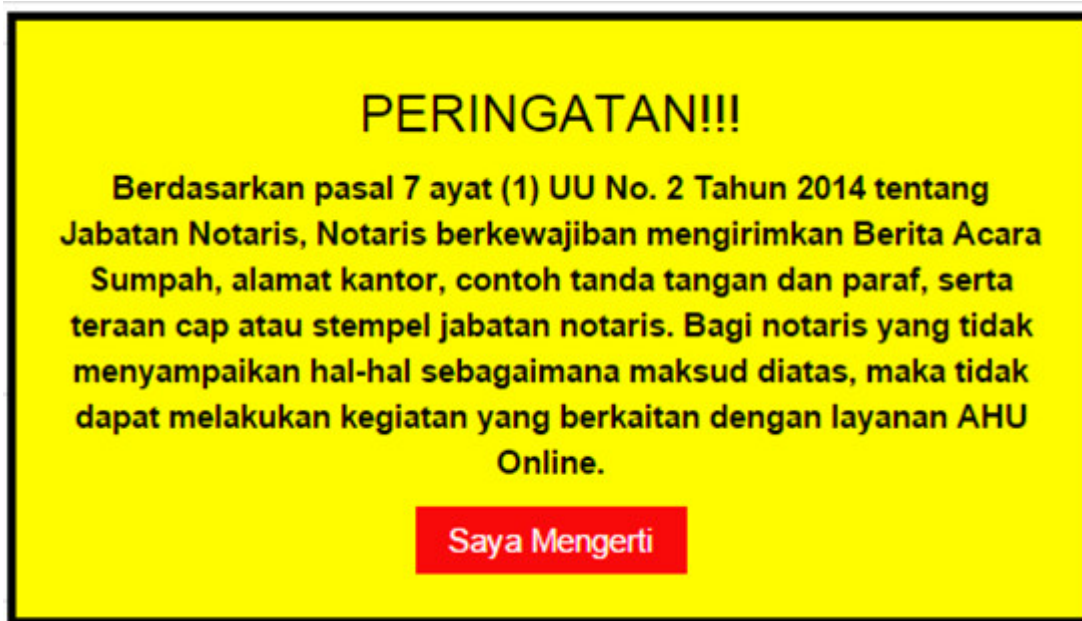 PERINGATAN!!!
Berdasarkan pasal 7 ayat (1) UU No. 2 Tahun 2014 tentang
Jabatan Notaris, Notaris berkewajiban mengirimkan Berita Acara
Sumpah, alamat kantor, contoh tanda tangan dan paraf, serta
teraan cap atau stempel jabatan notaris. Bagi notaris yang tidak
menyampaikan hal-hal sebagaimana maksud diatas, maka tidak
dapat melakukan kegiatan yang berkaitan dengan layanan AHU
Online.
Saya Mengerti